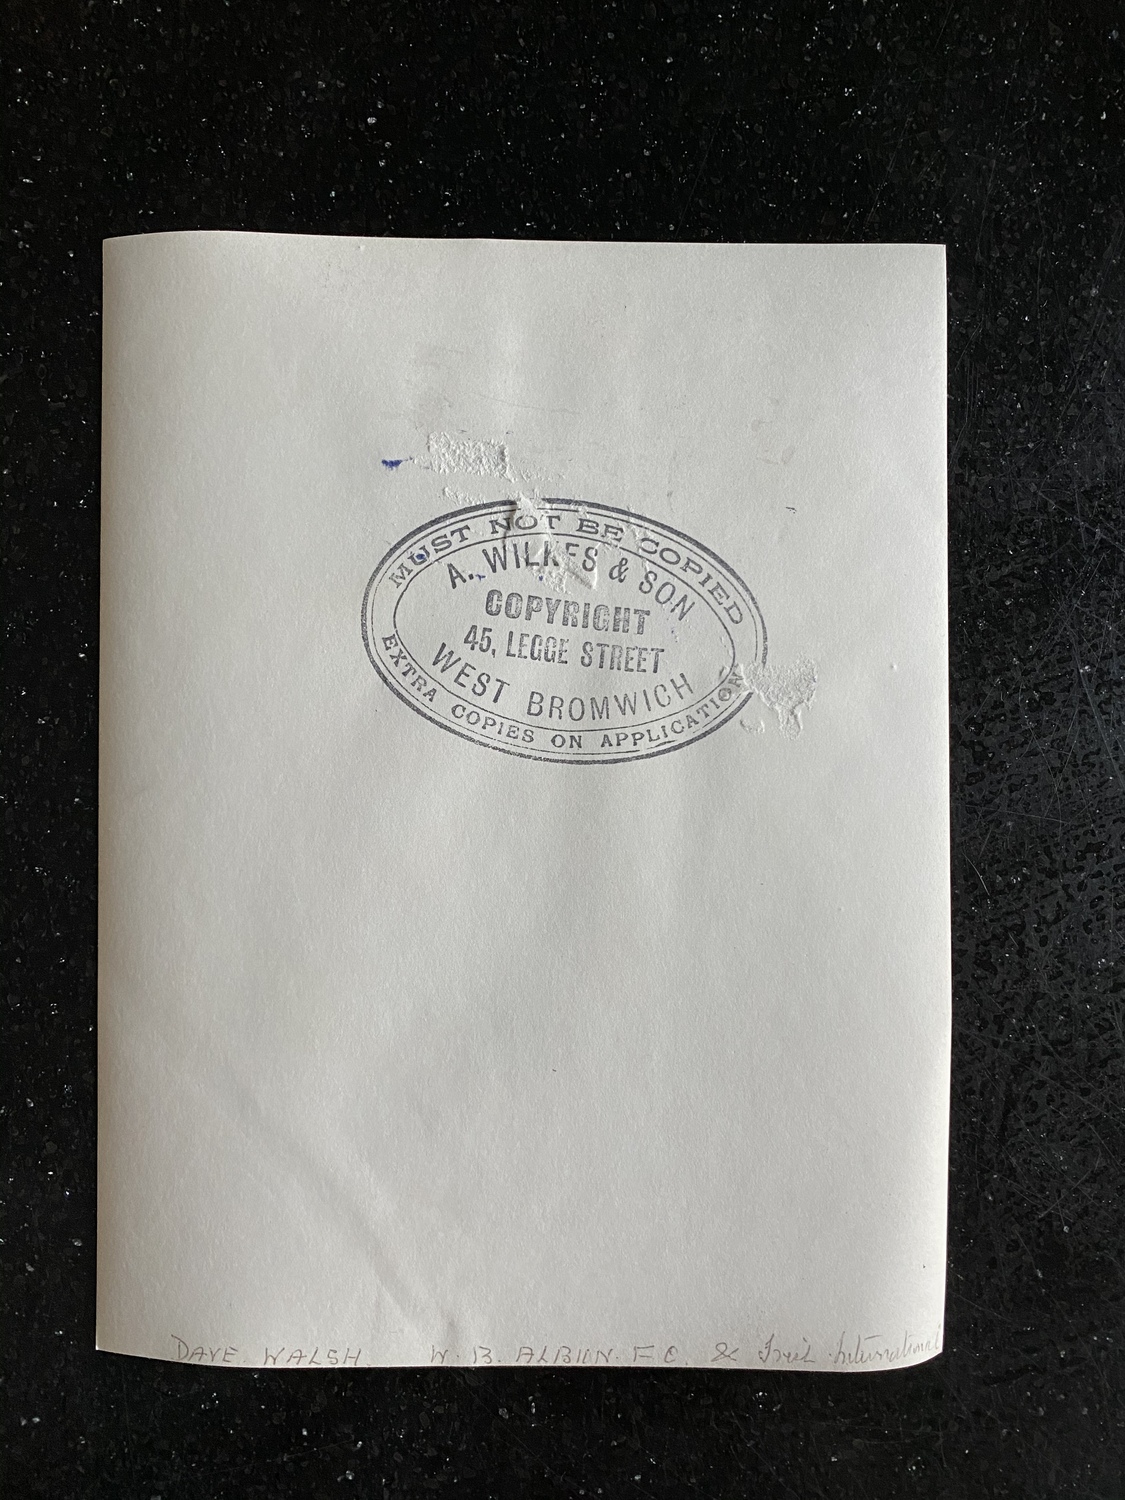 MUST NOT BE COPIED
A. WILKES & SON
COPYRIGHT
45, LEGGE STREET
WEST BROMWICH
EXTRA COPIES ON APPLICATION
DAVE WALSH W.B. ALBION. F.C. & Irish International